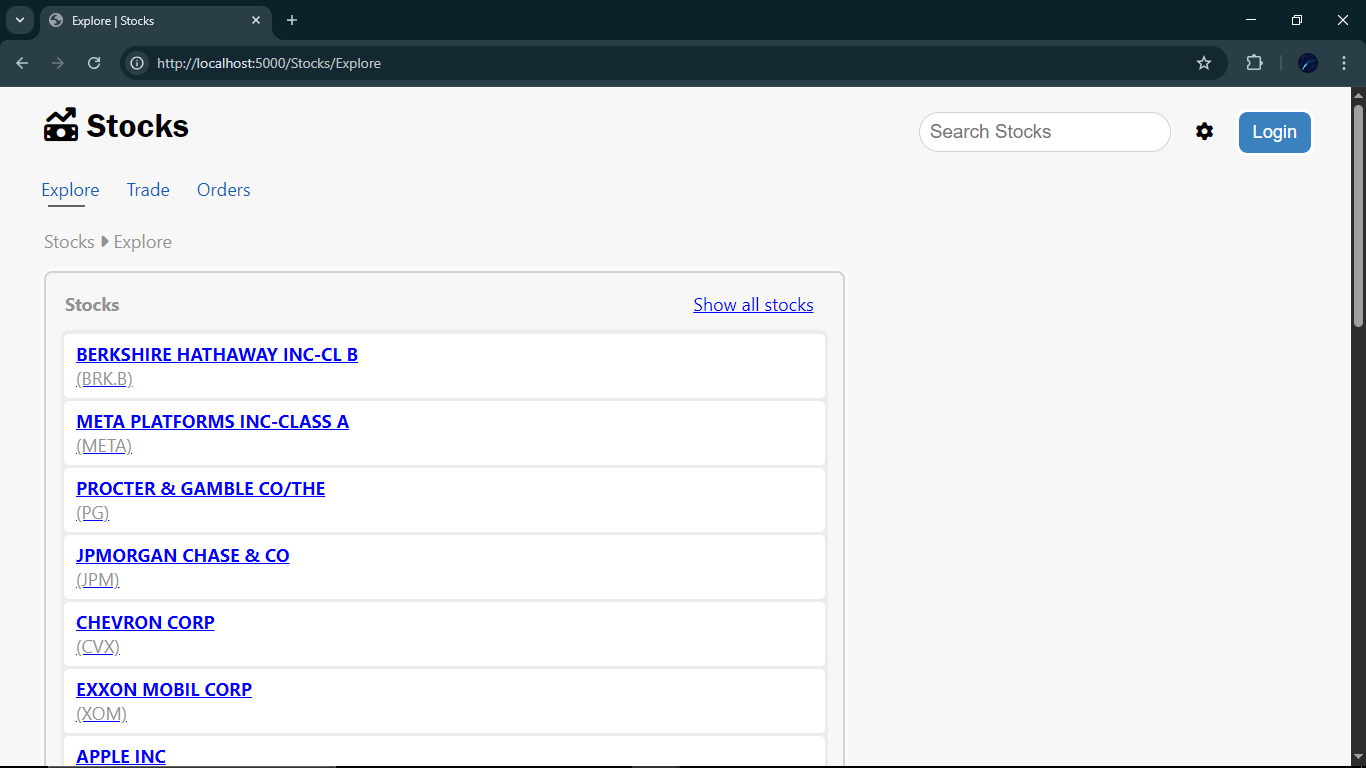 Explore | Stocks
http://localhost:5000/Stocks/Explore
Stocks
Search Stocks
Login
Explore Trade Orders
Stocks Explore
Stocks Show all stocks
BERKSHIRE HATHAWAY INC-CL B
(BRK.B)
META PLATFORMS INC-CLASS A
(META)
PROCTER & GAMBLE CO/THE
(PG)
JPMORGAN CHASE & CO
(JPM)
CHEVRON CORP
(CVX)
EXXON MOBIL CORP
(XOM)
APPLE INC